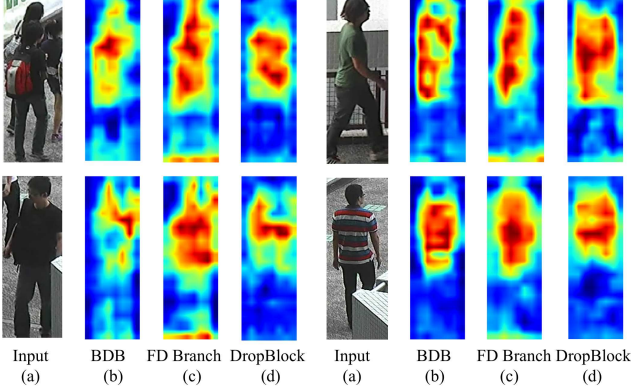 Input BDB FD Branch DropBlock Input BDB FD Branch DropBlock
(a) (b) (c) (d) (a) (b) (c) (d)